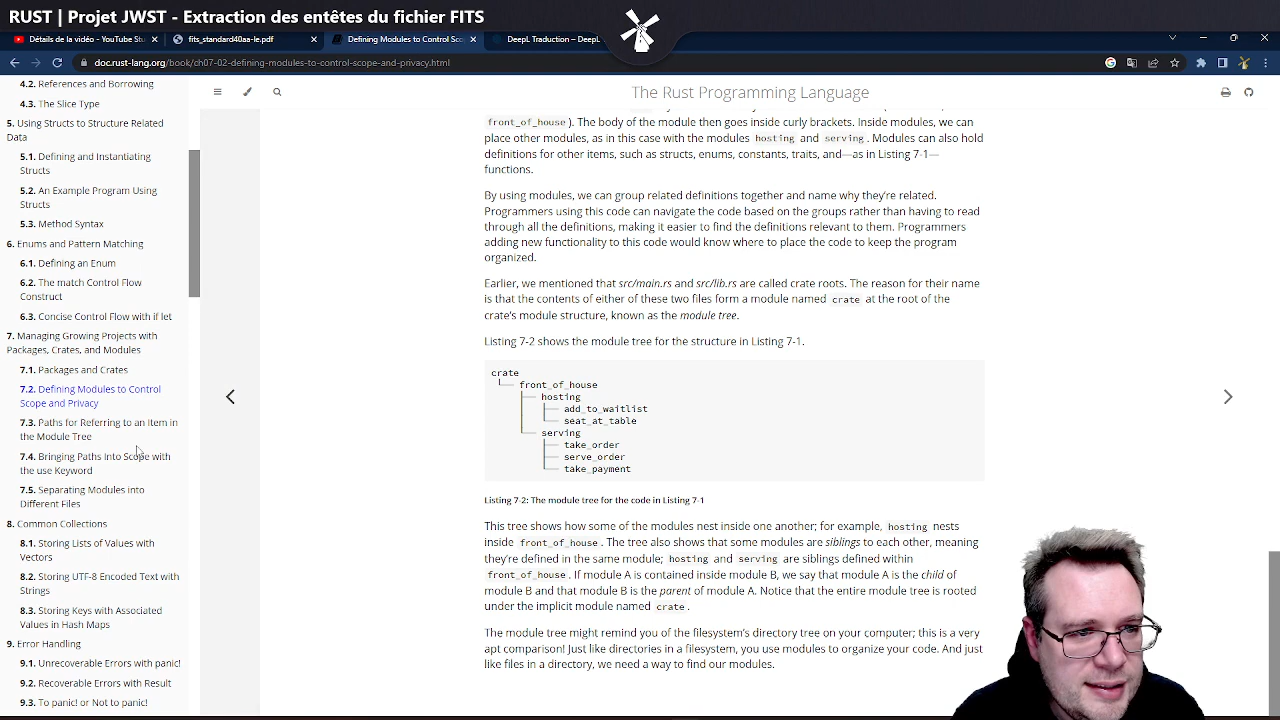 RUST | Projet JWST - Extraction des entêtes du fichier FITS
Détails de la vidéo - YouTube Stu
fits_standard40aa-le.pdf
Defining Modules to Control Sco
DeepL Traduction – DeepL
doc.rust-lang.org/book/ch07-02-defining-modules-to-control-scope-and-privacy.html
4.2. References and Borrowing
4.3. The Slice Type
5. Using Structs to Structure Related
Data
5.1. Defining and Instantiating
Structs
5.2. An Example Program Using
Structs
5.3. Method Syntax
6. Enums and Pattern Matching
6.1. Defining an Enum
6.2. The match Control Flow
Construct
6.3. Concise Control Flow with if let
7. Managing Growing Projects with
Packages, Crates, and Modules
7.1. Packages and Crates
7.2. Defining Modules to Control
Scope and Privacy
7.3. Paths for Referring to an Item in
the Module Tree
7.4. Bringing Paths Into Scope with
the use Keyword
7.5. Separating Modules into
Different Files
8. Common Collections
8.1. Storing Lists of Values with
Vectors
8.2. Storing UTF-8 Encoded Text with
Strings
8.3. Storing Keys with Associated
Values in Hash Maps
9. Error Handling
9.1. Unrecoverable Errors with panic!
9.2. Recoverable Errors with Result
9.3. To panic! or Not to panic!
The Rust Programming Language
front_of_house). The body of the module then goes inside curly brackets. Inside modules, we can
place other modules, as in this case with the modules hosting and serving. Modules can also hold
definitions for other items, such as structs, enums, constants, traits, and—as in Listing 7-1—
functions.
By using modules, we can group related definitions together and name why they’re related.
Programmers using this code can navigate the code based on the groups rather than having to read
through all the definitions, making it easier to find the definitions relevant to them. Programmers
adding new functionality to this code would know where to place the code to keep the program
organized.
Earlier, we mentioned that src/main.rs and src/lib.rs are called crate roots. The reason for their name
is that the contents of either of these two files form a module named crate at the root of the
crate’s module structure, known as the module tree.
Listing 7-2 shows the module tree for the structure in Listing 7-1.
crate
└── front_of_house
├── hosting
│ ├── add_to_waitlist
│ └── seat_at_table
└── serving
├── take_order
├── serve_order
└── take_payment
Listing 7-2: The module tree for the code in Listing 7-1
This tree shows how some of the modules nest inside one another; for example, hosting nests
inside front_of_house. The tree also shows that some modules are siblings to each other, meaning
they’re defined in the same module; hosting and serving are siblings defined within
front_of_house. If module A is contained inside module B, we say that module A is the child of
module B and that module B is the parent of module A. Notice that the entire module tree is rooted
under the implicit module named crate.
The module tree might remind you of the filesystem’s directory tree on your computer; this is a very
apt comparison! Just like directories in a filesystem, you use modules to organize your code. And just
like files in a directory, we need a way to find our modules.